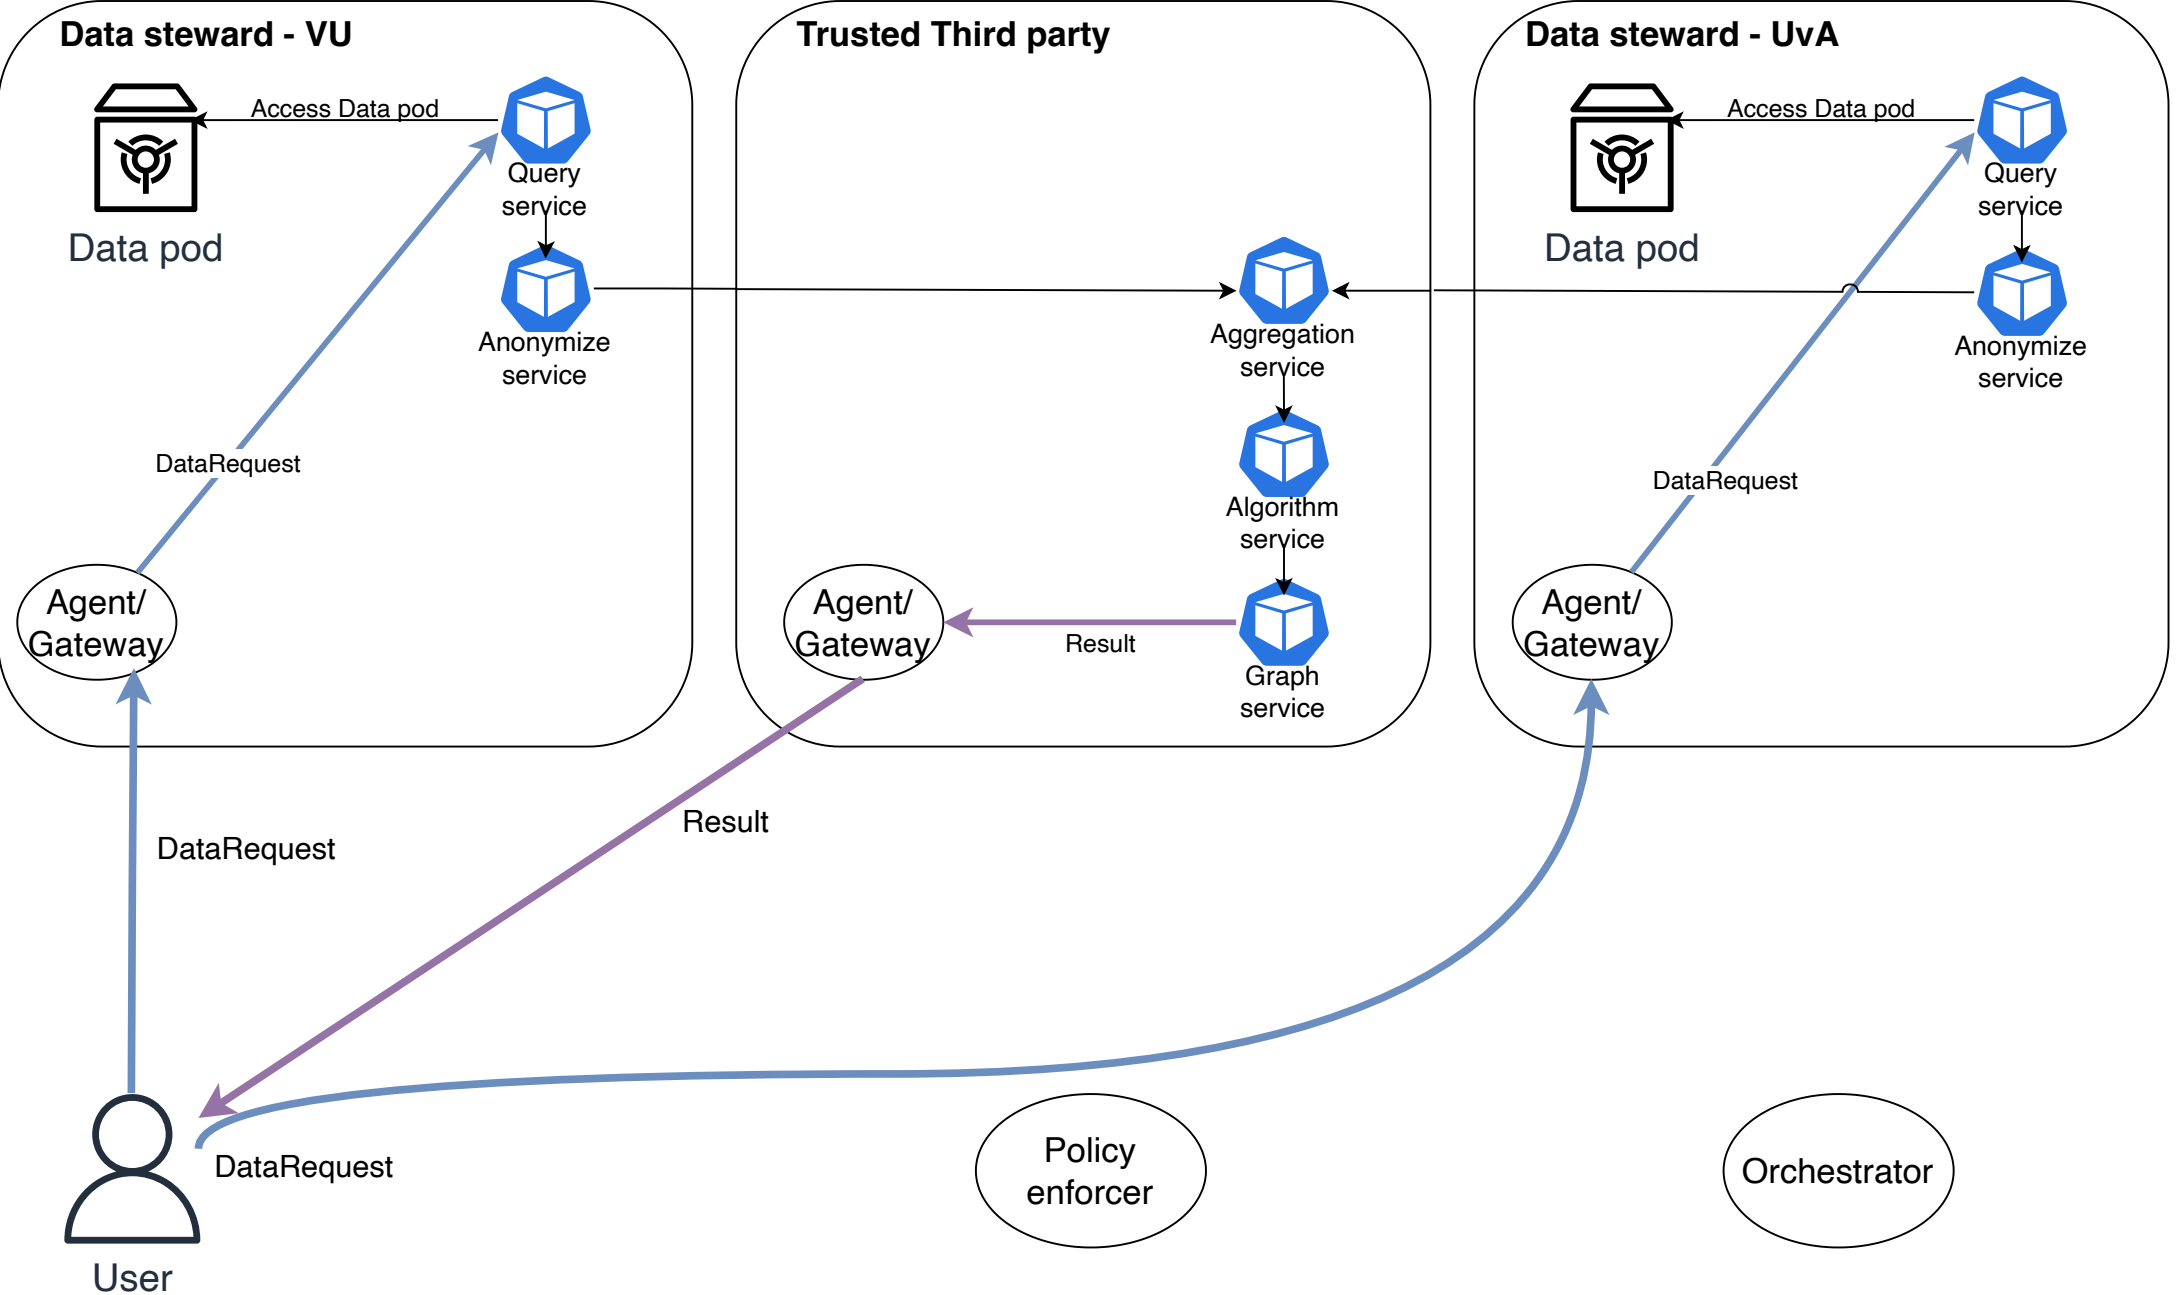 Data steward - VU
Access Data pod
Data pod
Query
service
Anonymize
service
DataRequest
Agent/
Gateway
Trusted Third party
Aggregation
service
Algorithm
service
Agent/
Gateway
Result
Graph
service
Data steward - UvA
Access Data pod
Data pod
Query
service
Anonymize
service
DataRequest
Agent/
Gateway
DataRequest
Result
DataRequest
User
Policy
enforcer
Orchestrator